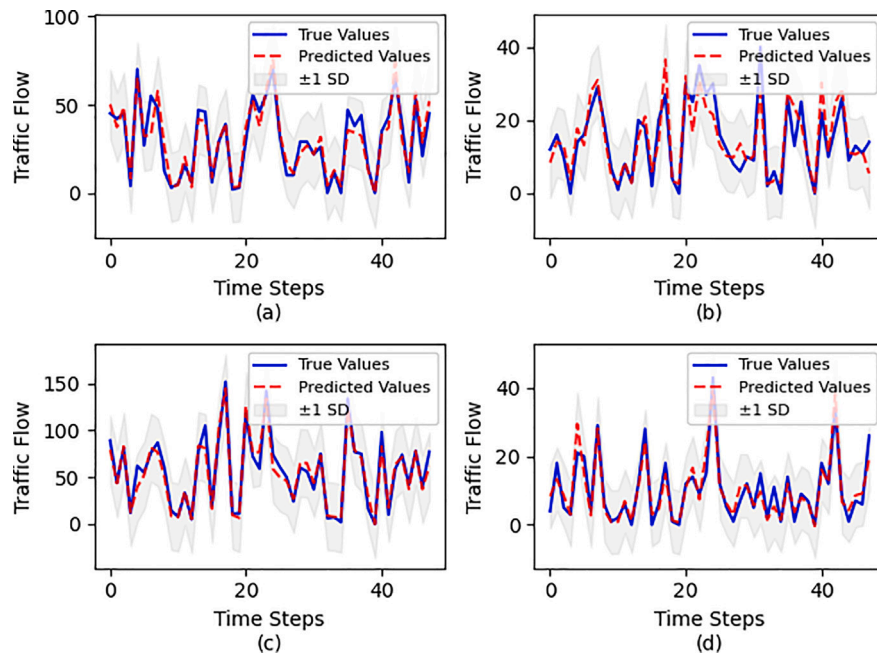 100
50
0
Traffic Flow
True Values
Predicted Values
±1 SD
0
20
40
Time Steps
(a)
40
20
0
Traffic Flow
True Values
Predicted Values
±1 SD
0
20
40
Time Steps
(b)
150
100
50
0
Traffic Flow
True Values
Predicted Values
±1 SD
0
20
40
Time Steps
(c)
40
20
0
Traffic Flow
True Values
Predicted Values
±1 SD
0
20
40
Time Steps
(d)